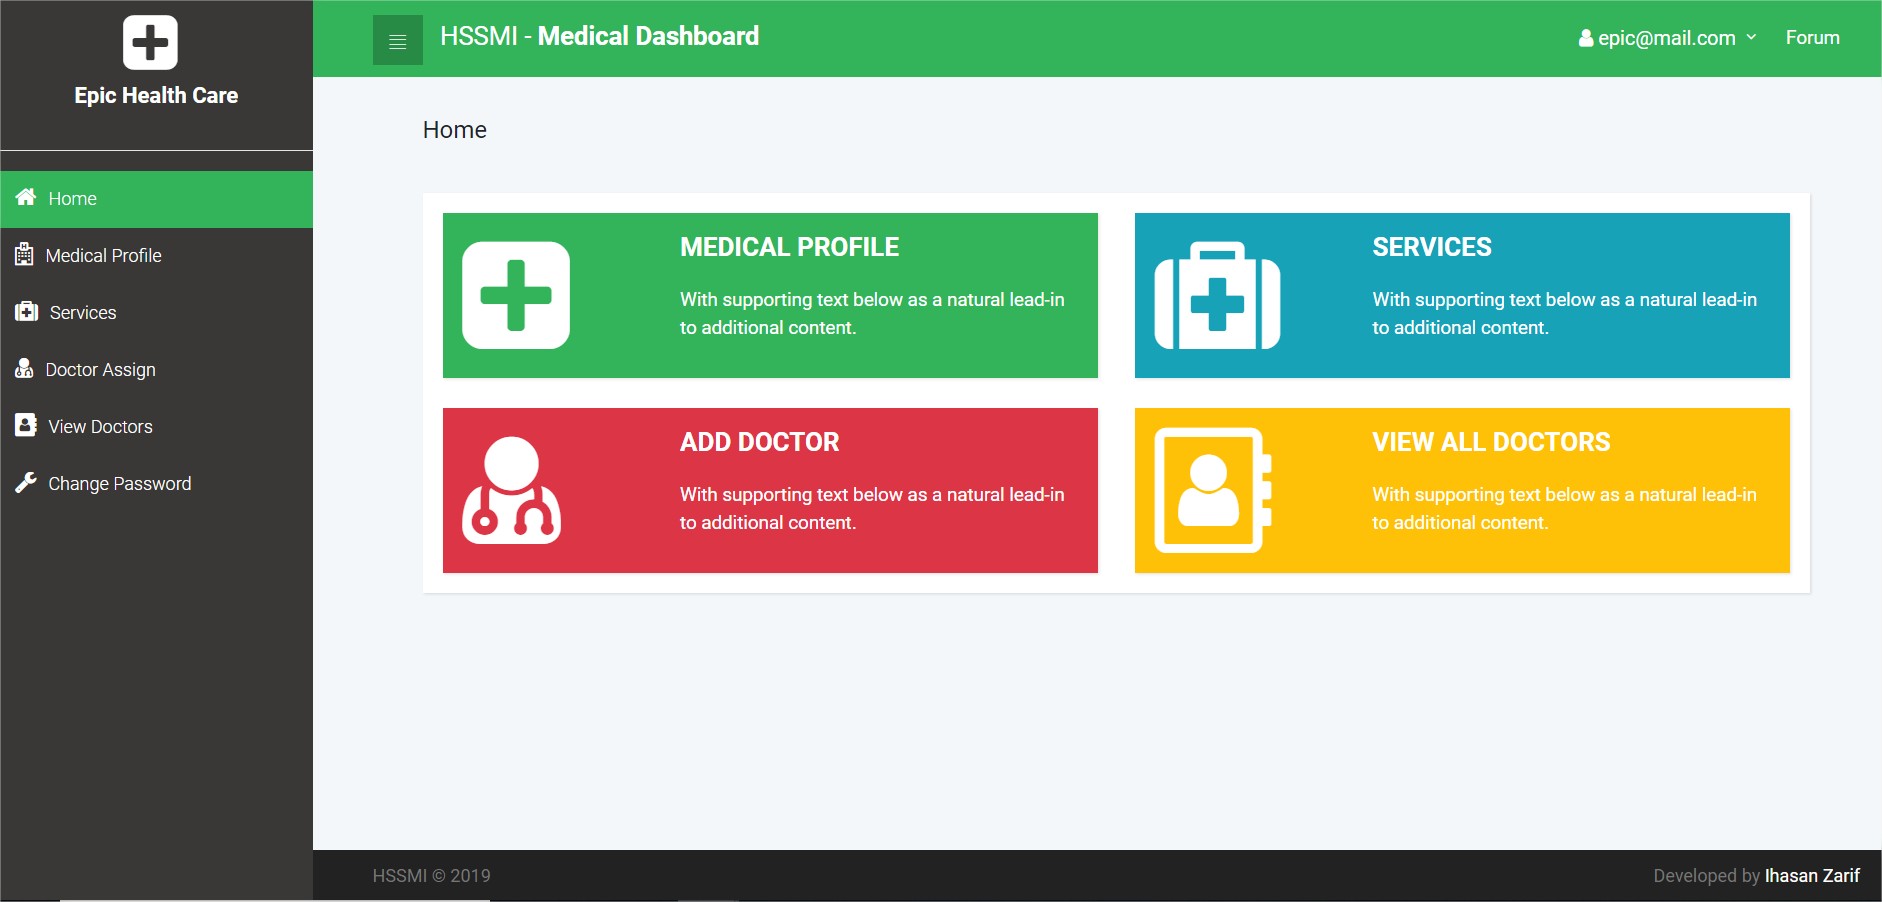 Epic Health Care
Home
Medical Profile
Services
Doctor Assign
View Doctors
Change Password
HSSMI - Medical Dashboard
epic@mail.com
Forum
Home
MEDICAL PROFILE
With supporting text below as a natural lead-in
to additional content.
SERVICES
With supporting text below as a natural lead-in
to additional content.
ADD DOCTOR
With supporting text below as a natural lead-in
to additional content.
VIEW ALL DOCTORS
With supporting text below as a natural lead-in
to additional content.
HSSMI © 2019
Developed by Ihasan Zarif